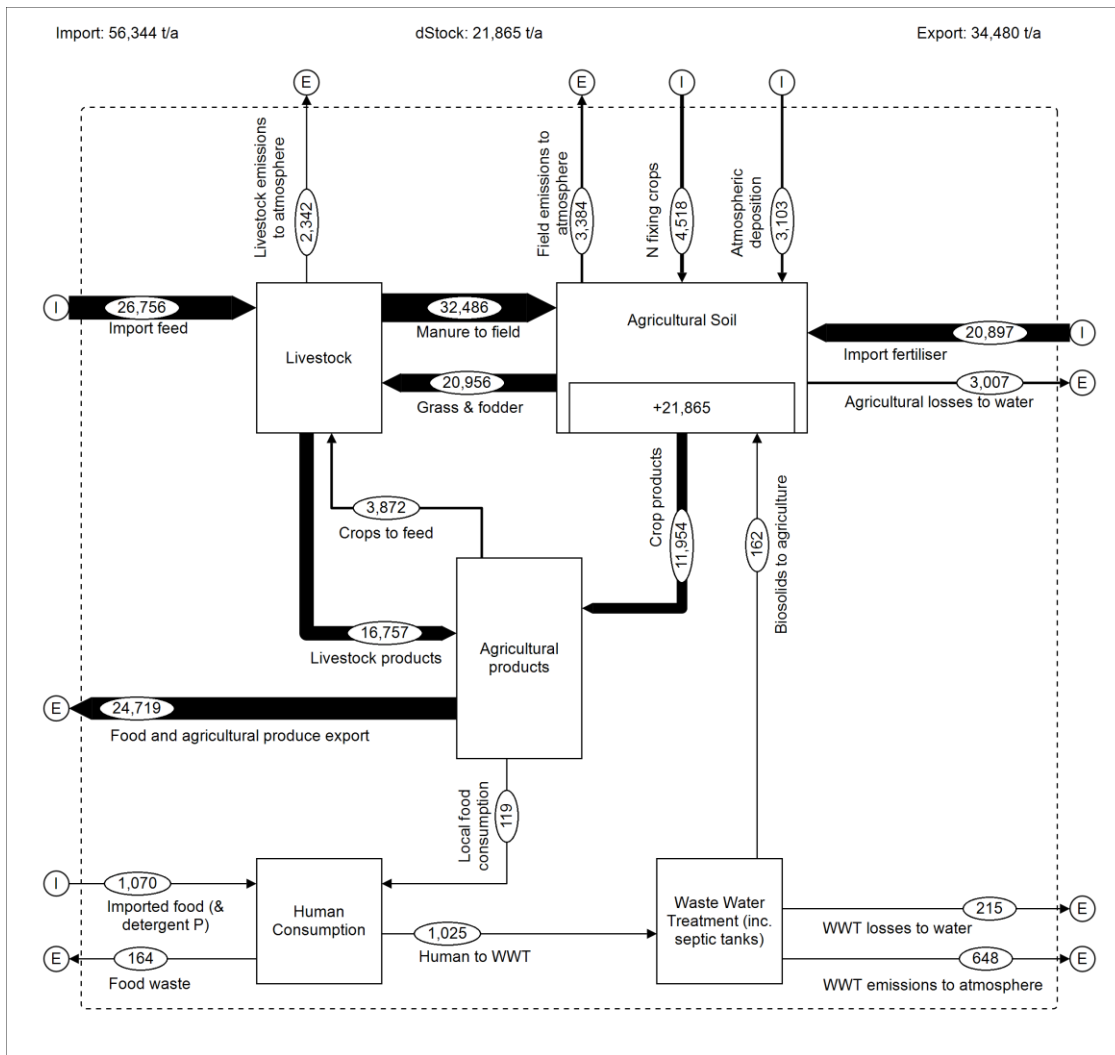 Import: 56,344 t/a
dStock: 21,865 t/a
Export: 34,480 t/a
E
E
I
I
Livestock emissions
to atmosphere
2,342
Field emissions to
atmosphere
3,384
N fixing crops
4,518
Atmospheric
deposition
3,103
I
26,756
Import feed
Livestock
32,486
Manure to field
Agricultural Soil
20,897
I
Import fertiliser
20,956
Grass & fodder
+21,865
3,007
E
Agricultural losses to water
3,872
Crops to feed
Crop products
11,954
Biosolids to agriculture
162
16,757
Livestock products
Agricultural
products
E
24,719
Food and agricultural produce export
Local food
consumption
119
I
1,070
Imported food (&
detergent P)
Human
Consumption
E
164
Food waste
1,025
Human to WWT
Waste Water
Treatment (inc.
septic tanks)
215
E
WWT losses to water
648
E
WWT emissions to atmosphere